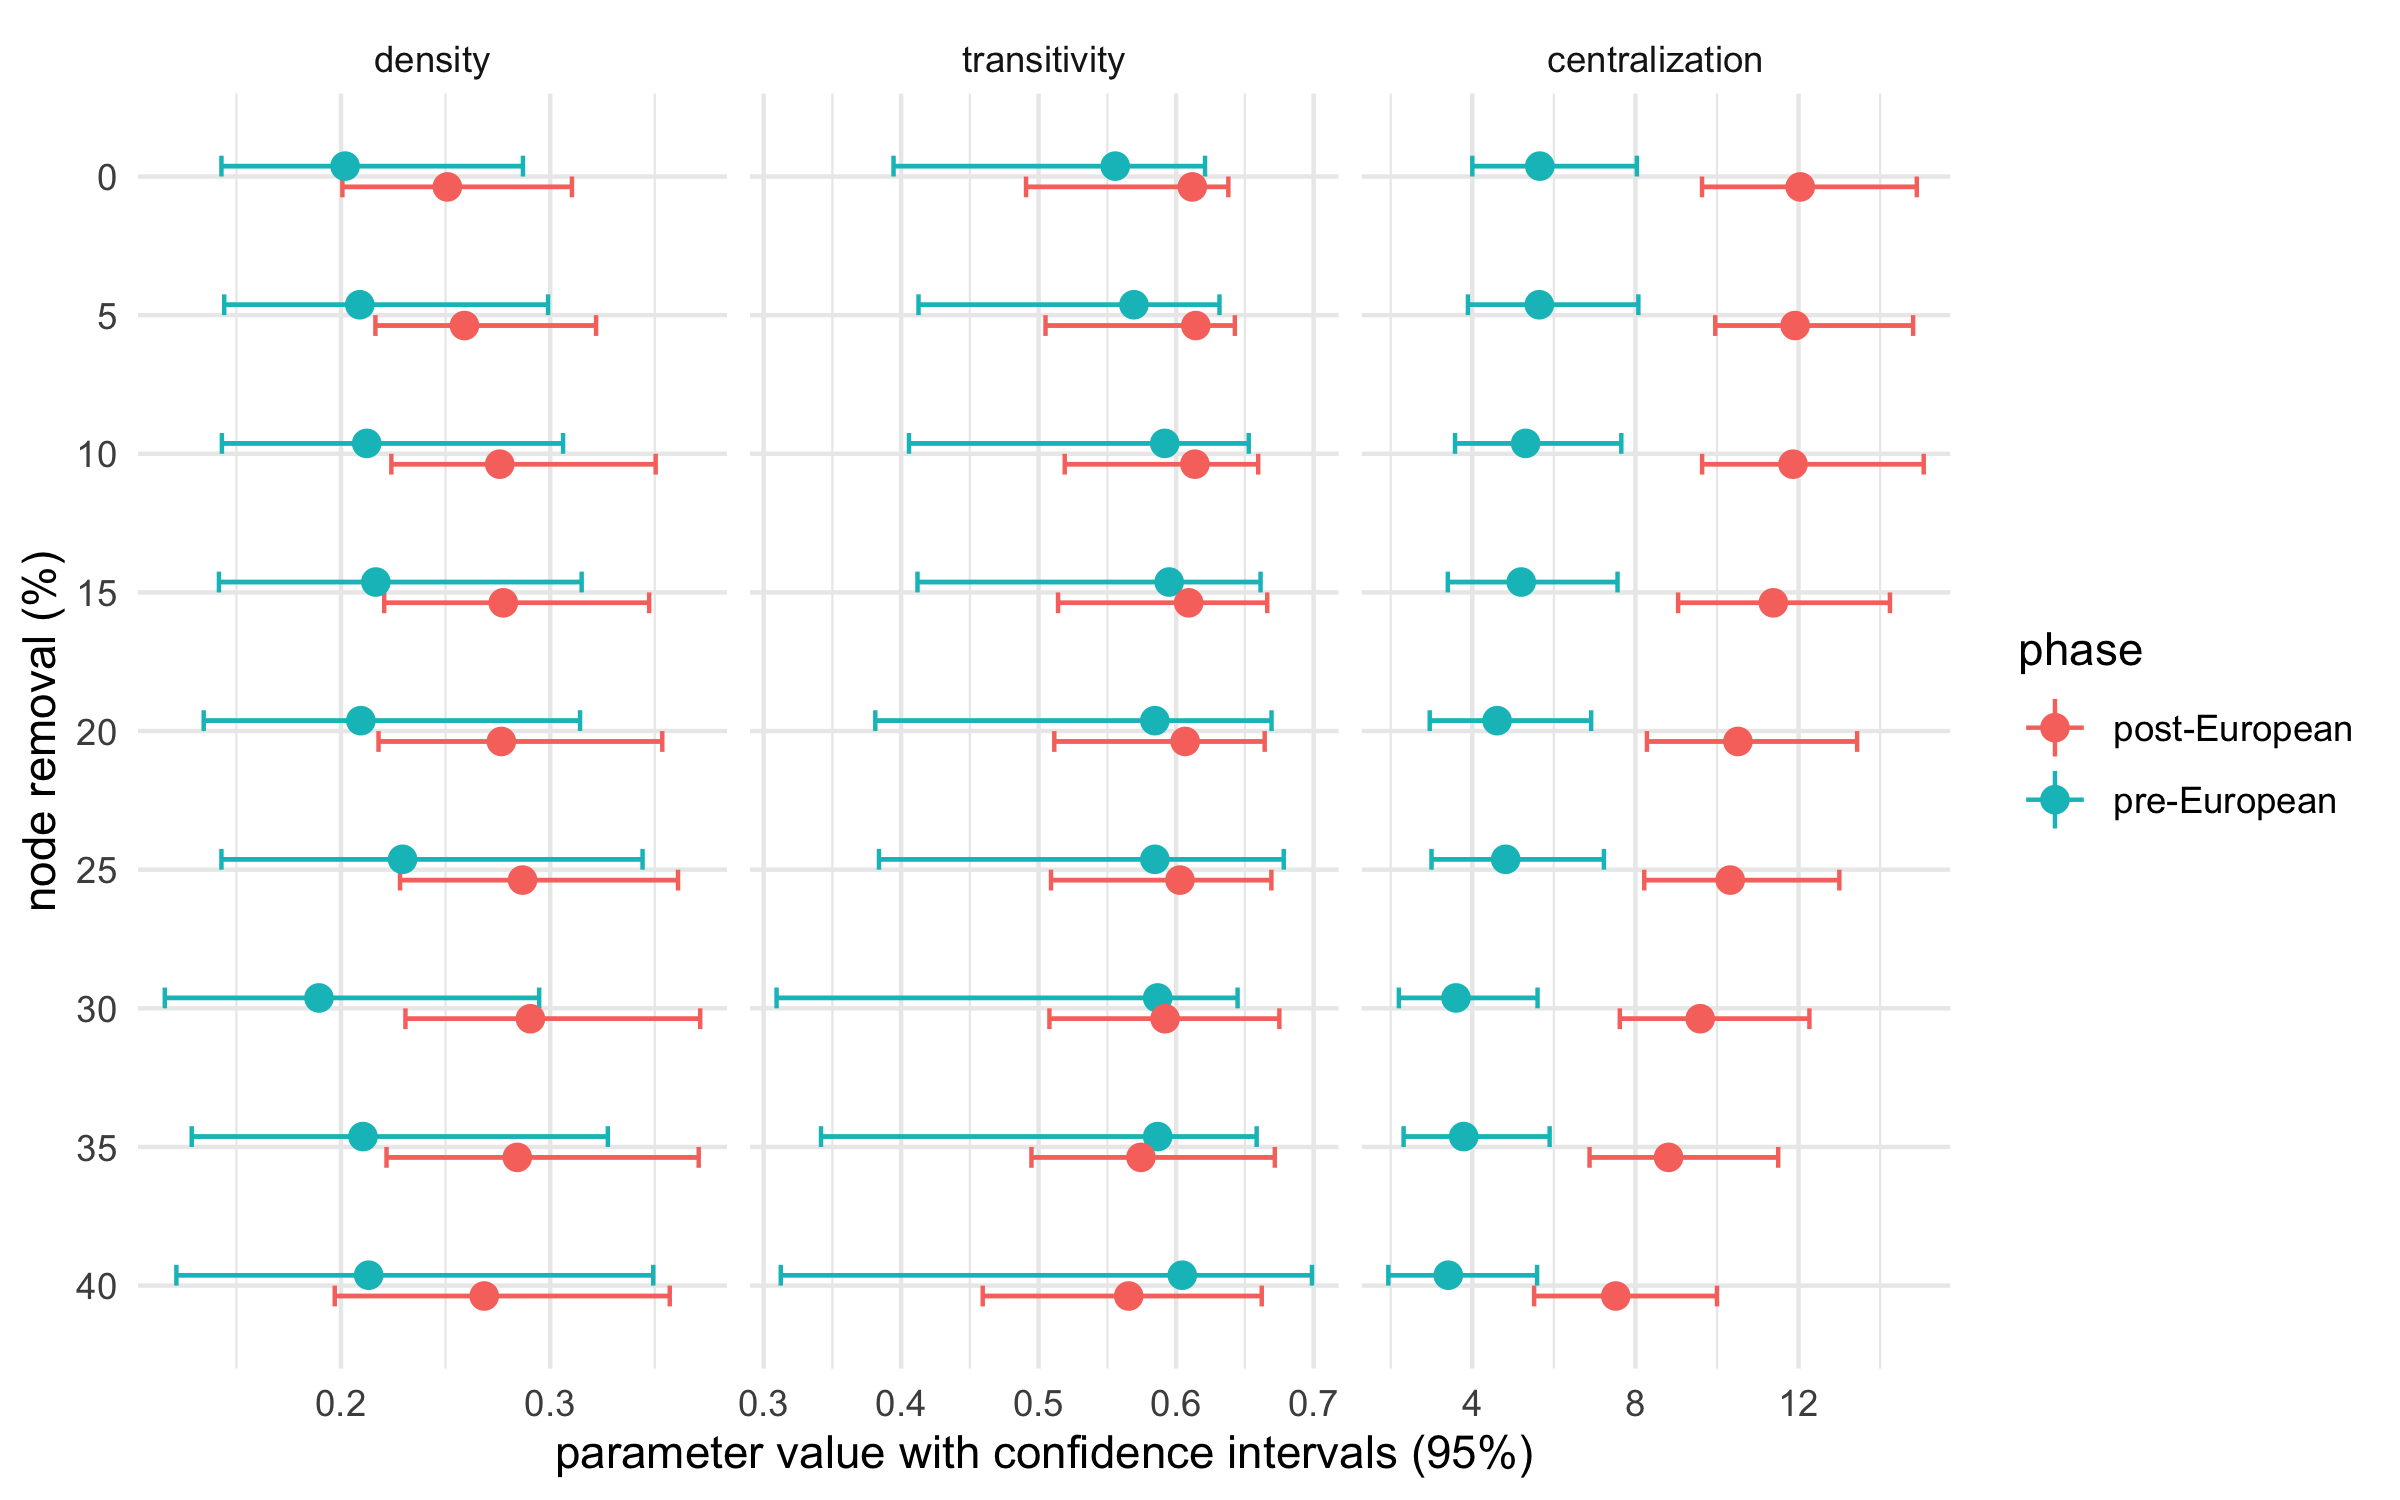 density transitivity centralization
0
5
10
15
20
25
30
35
40
node removal (%)
0.2 0.3 0.3 0.4 0.5 0.6 0.7 4 8 12
parameter value with confidence intervals (95%)
phase
post-European
pre-European